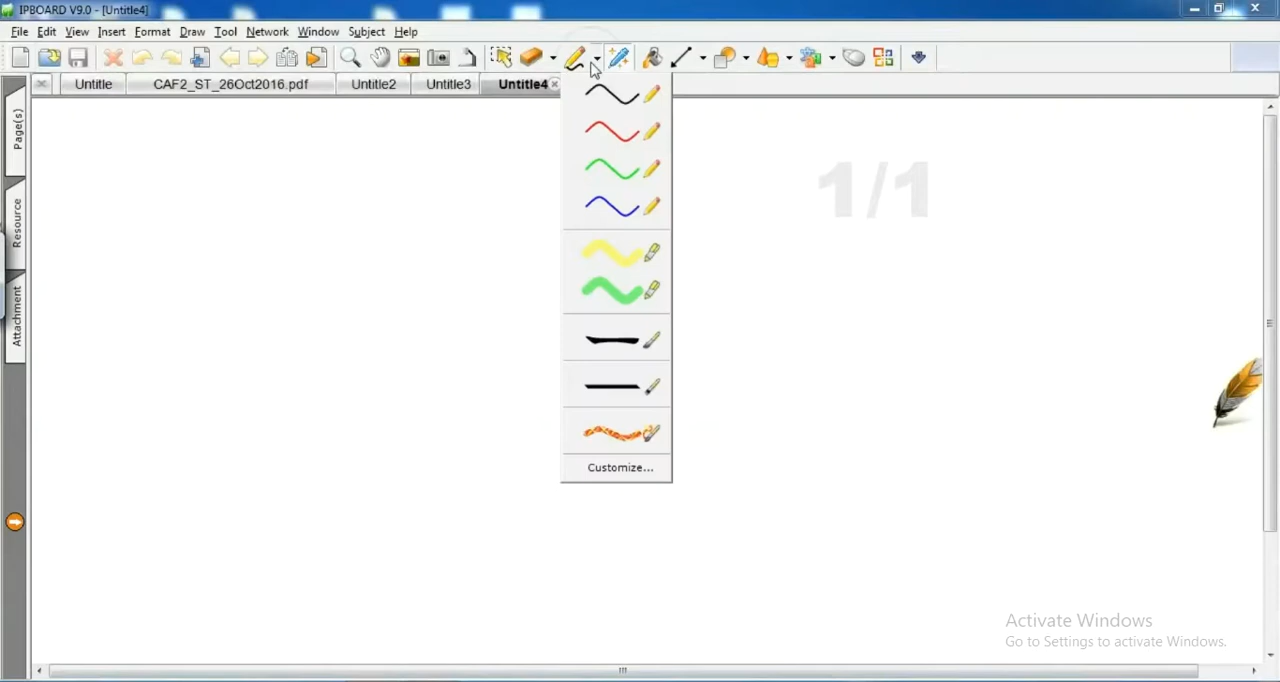 IPBOARD V9.0 - [Untitle4]
File Edit View Insert Format Draw Tool Network Window Subject Help
Untitle CAF2_ST_26Oct2016.pdf Untitle2 Untitle3 Untitle4
Page(s)
Resource
Attachment
1/1
Customize...
Activate Windows
Go to Settings to activate Windows.